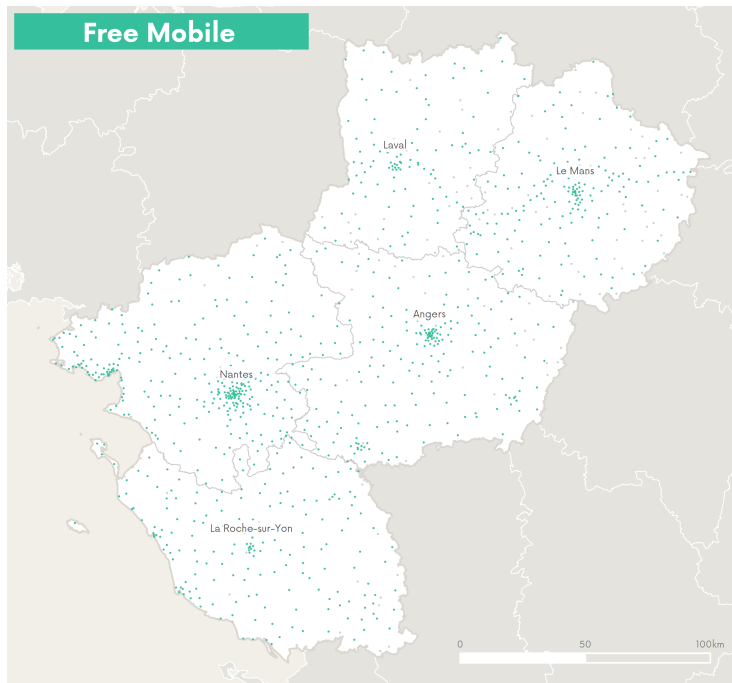 Free Mobile
Laval
Le Mans
Angers
Nantes
La Roche-sur-Yon
0 50 100km